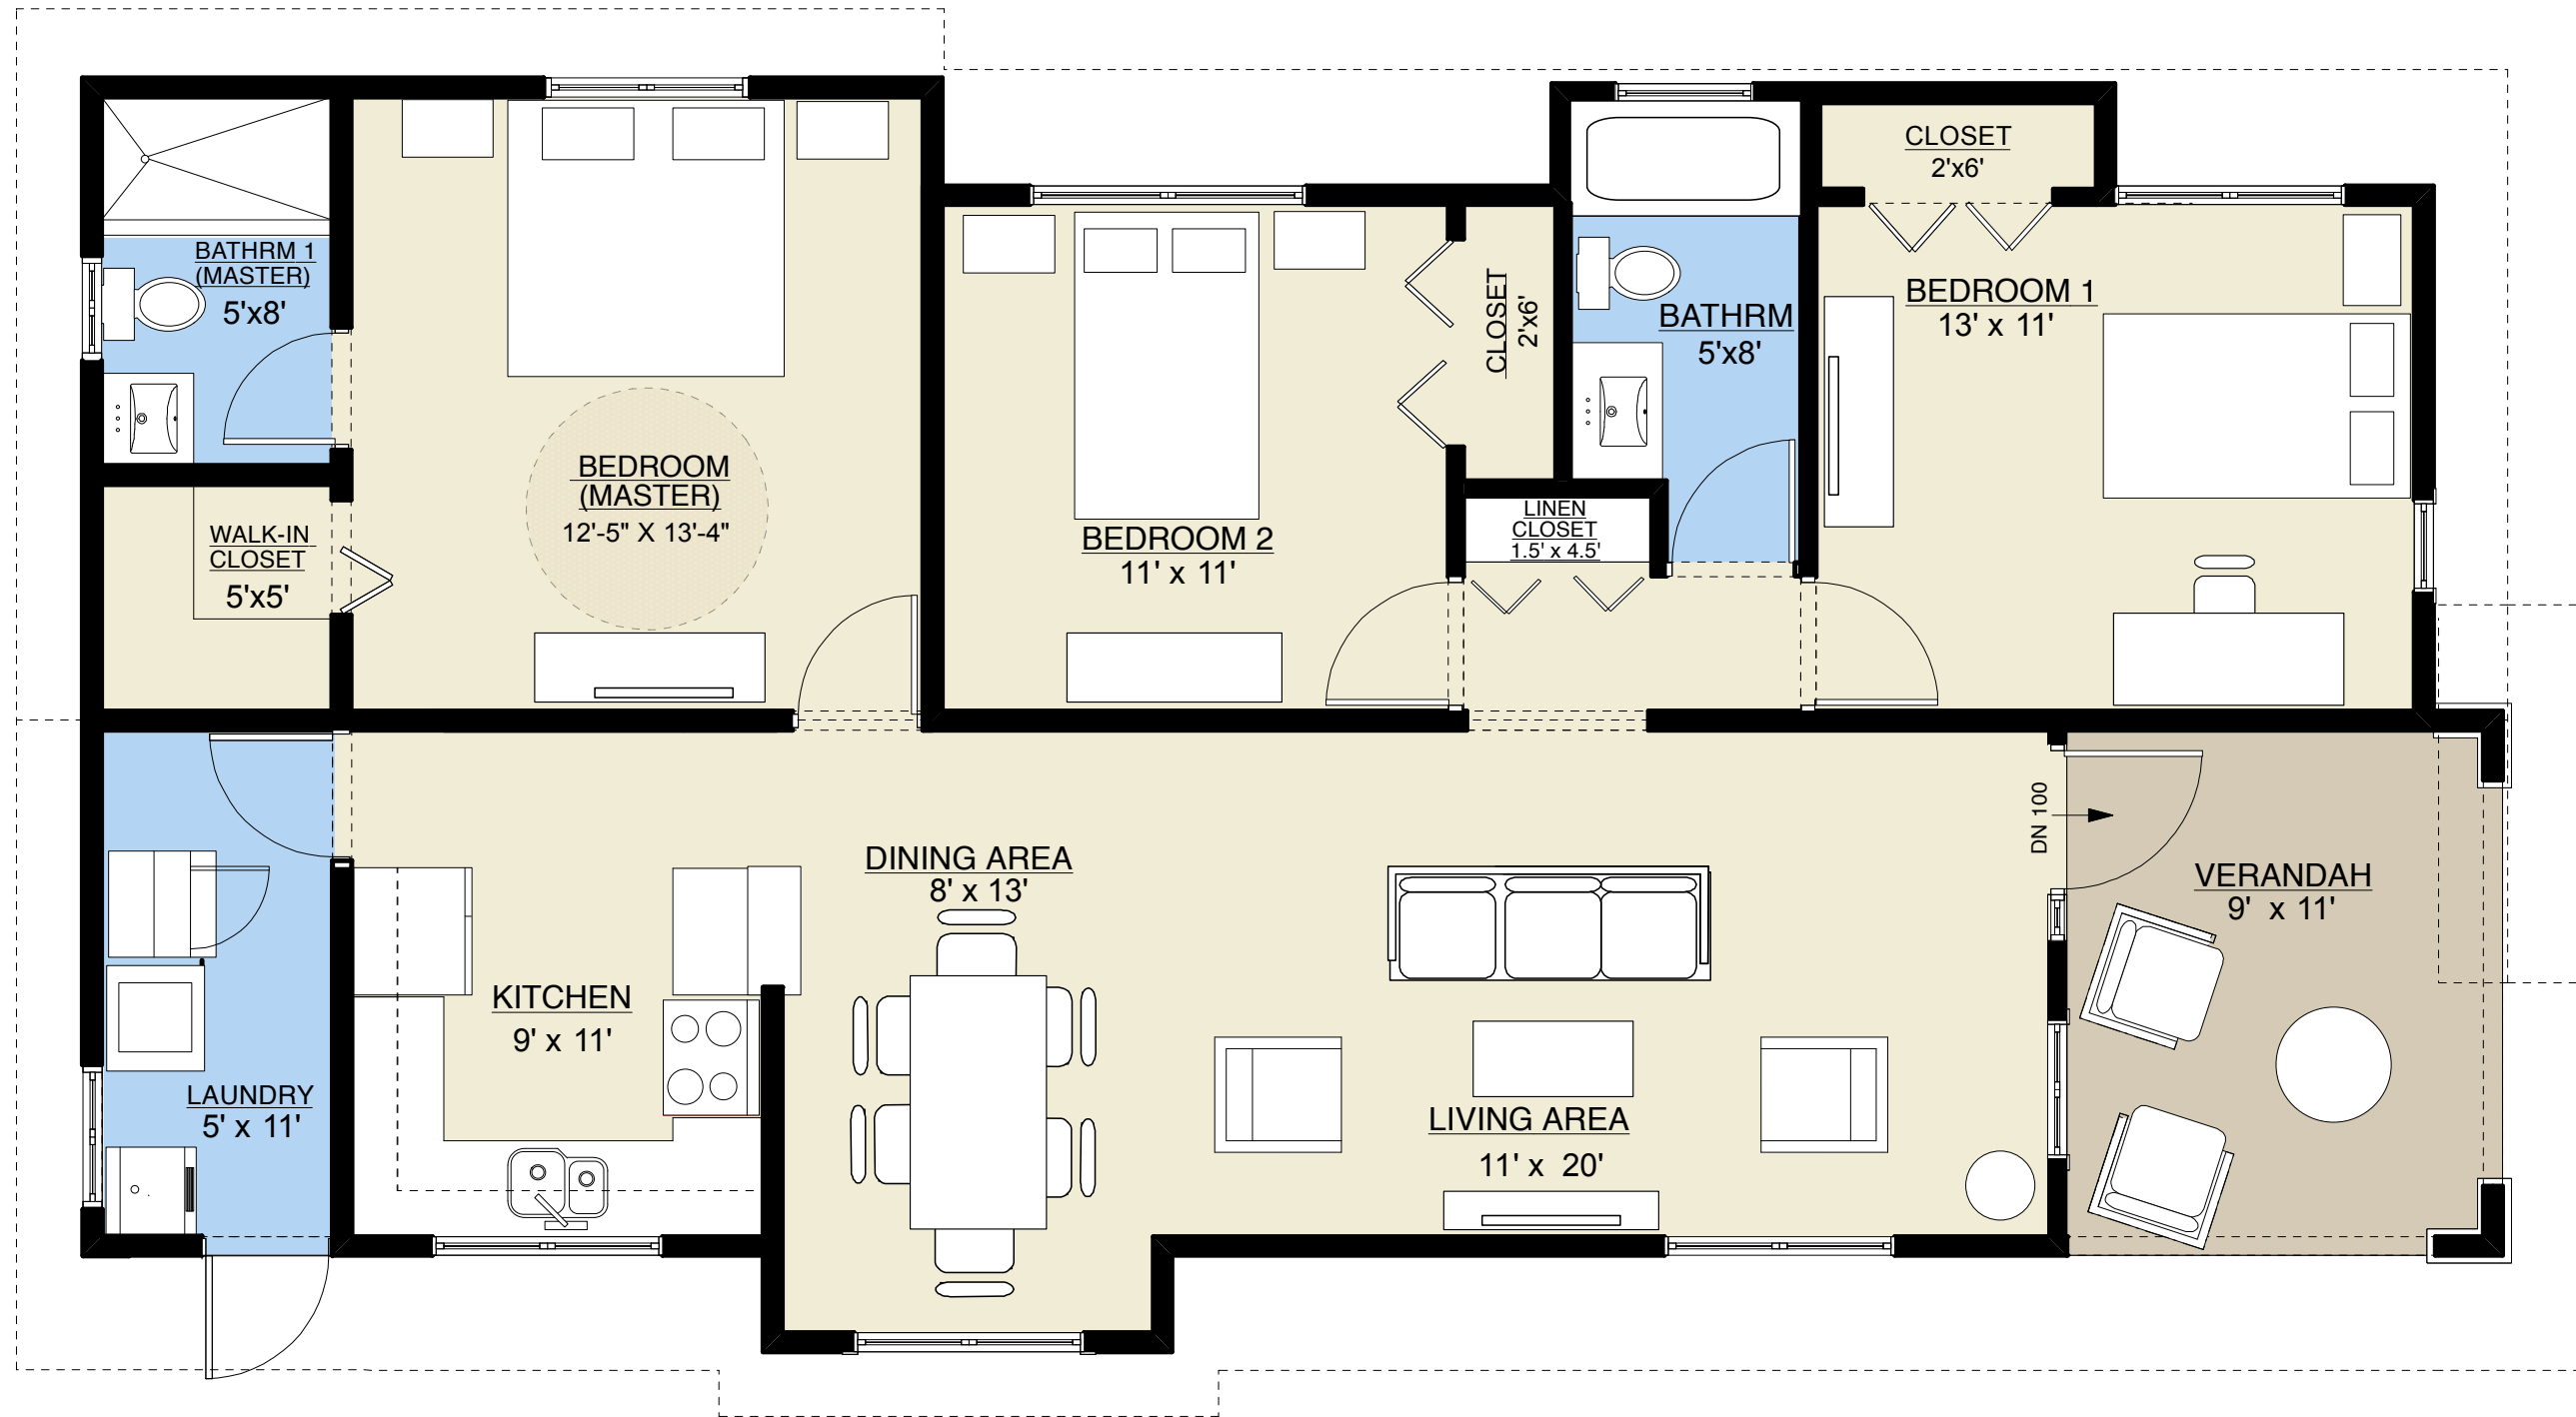 BATHRM 1
(MASTER)
5'x8'
BEDROOM
(MASTER)
12'-5" X 13'-4"
WALK-IN
CLOSET
5'x5'
BEDROOM 2
11' x 11'
CLOSET
2'x6'
LINEN
CLOSET
1.5' x 4.5'
BATHRM
5'x8'
CLOSET
2'x6'
BEDROOM 1
13' x 11'
LAUNDRY
5' x 11'
KITCHEN
9' x 11'
DINING AREA
8' x 13'
LIVING AREA
11' x 20'
DN 100
VERANDAH
9' x 11'